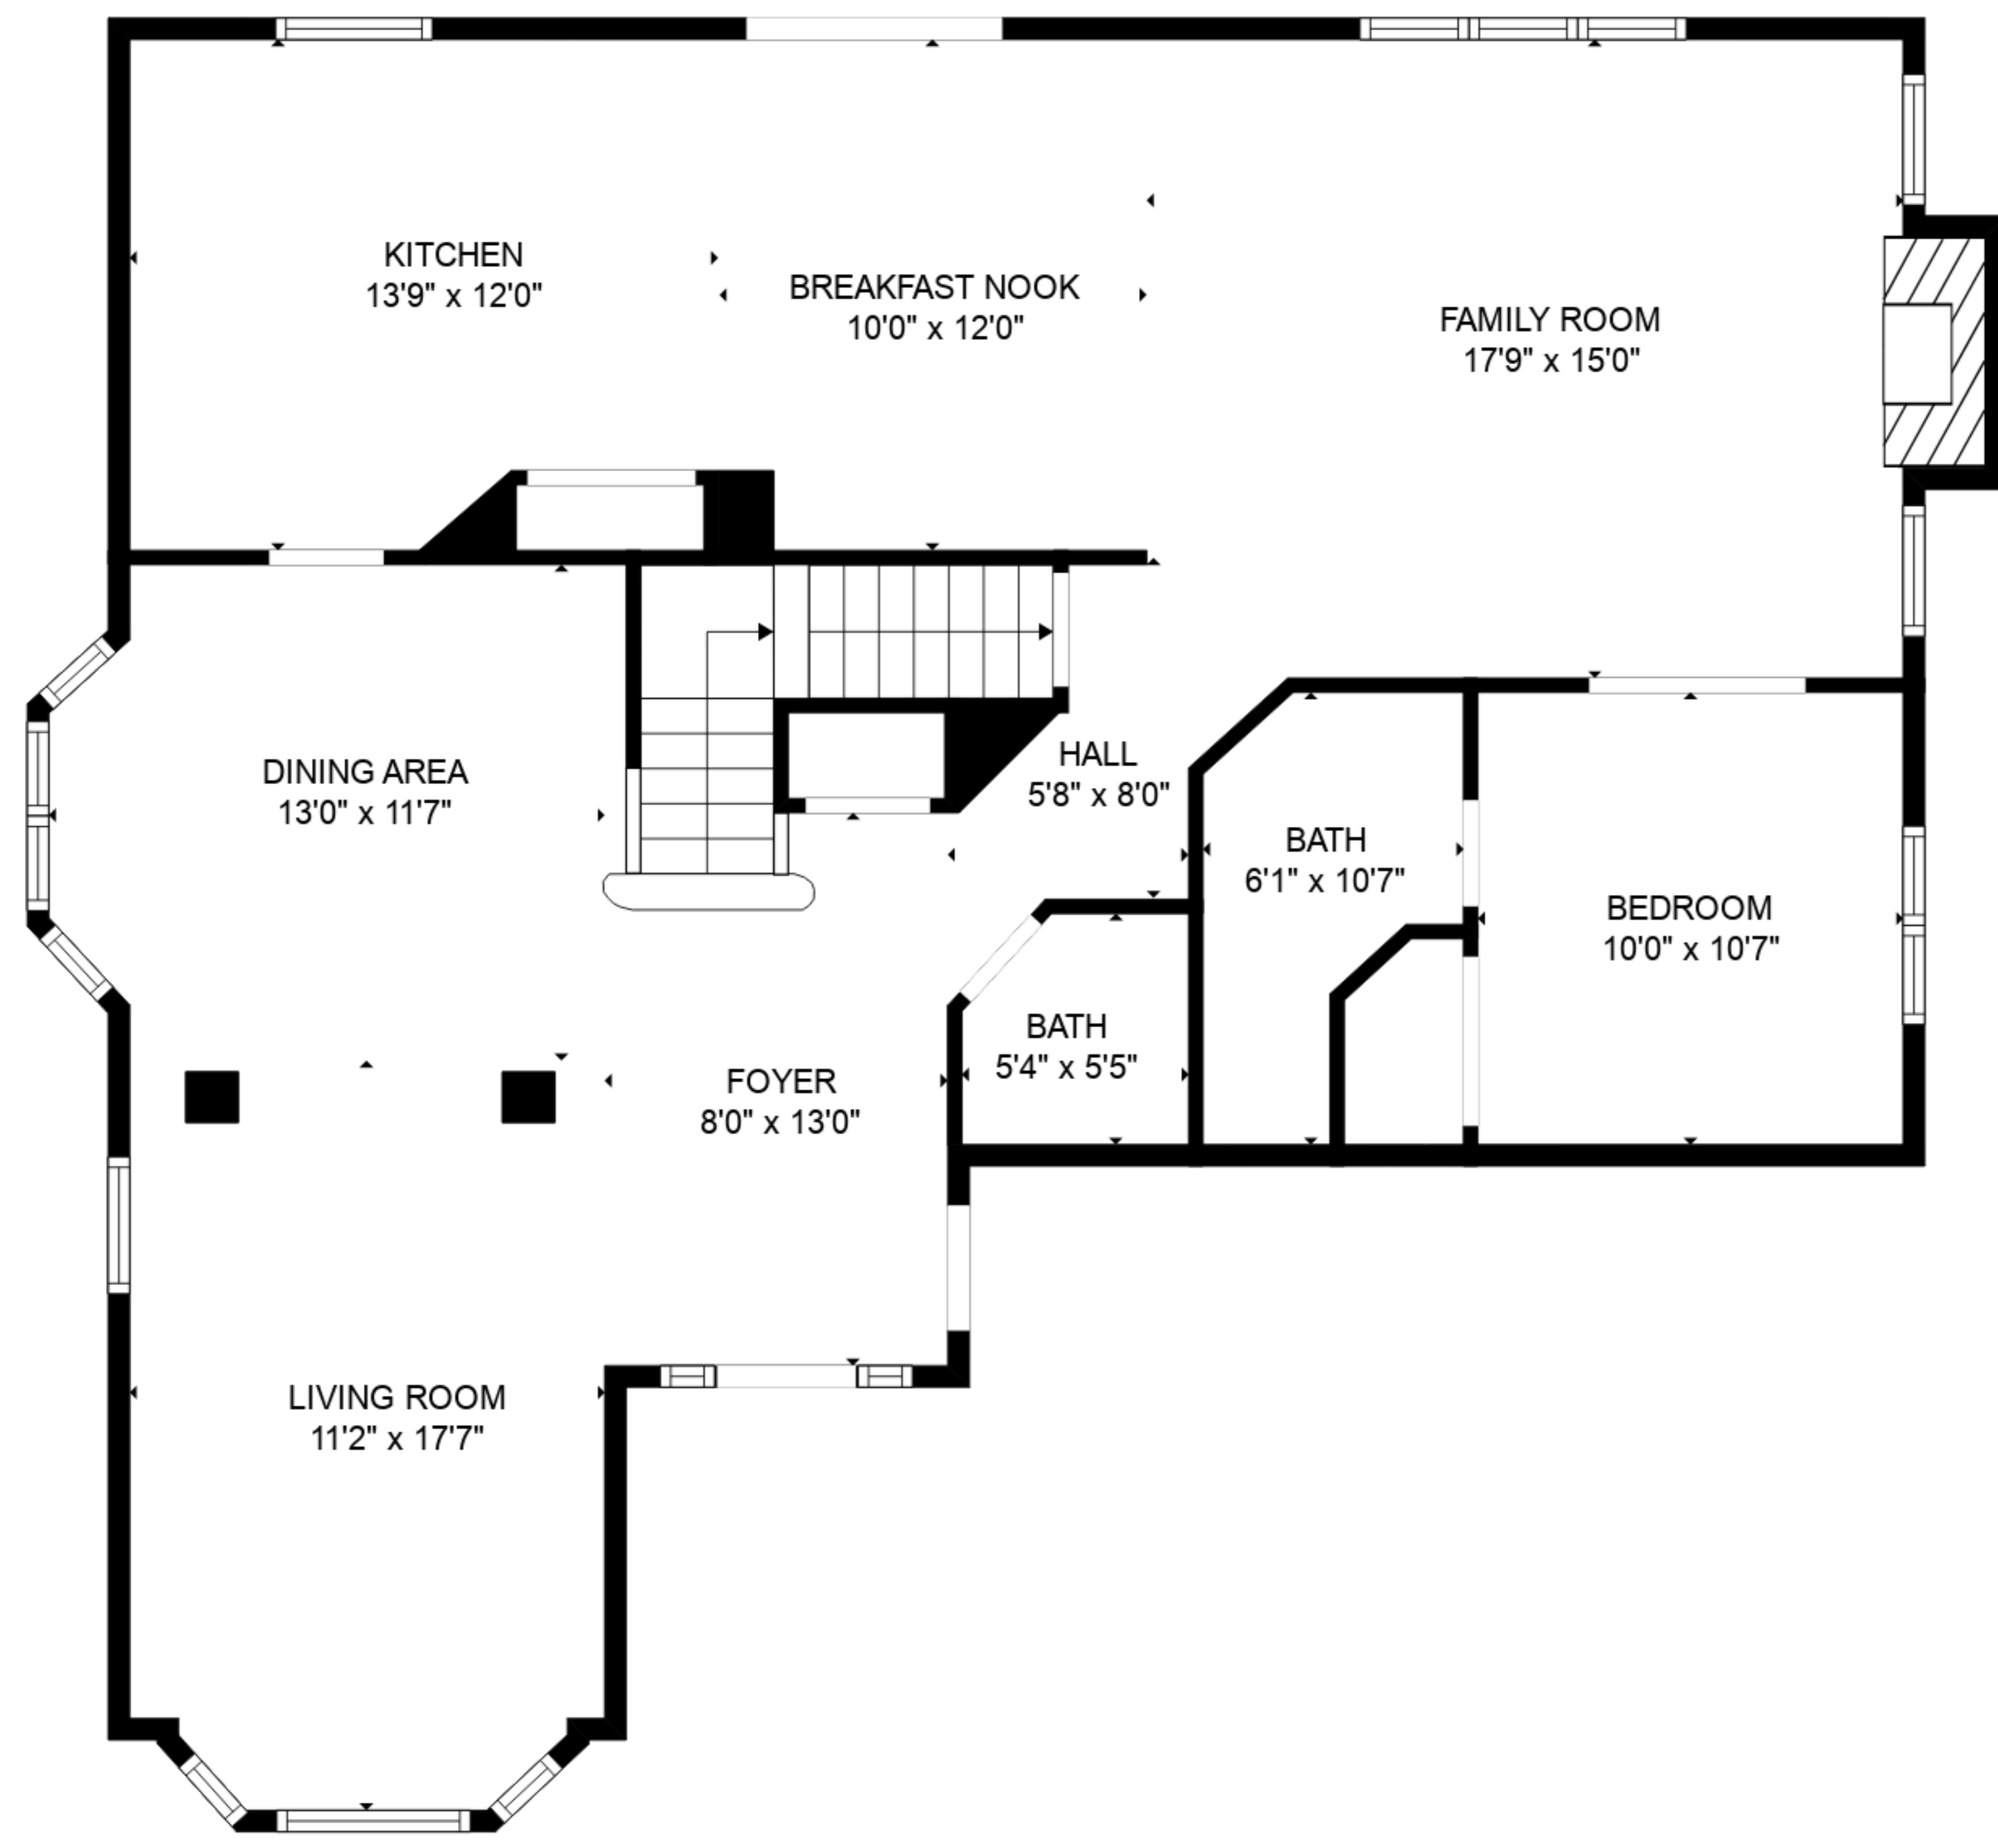 KITCHEN
13'9" x 12'0"
BREAKFAST NOOK
10'0" x 12'0"
FAMILY ROOM
17'9" x 15'0"
DINING AREA
13'0" x 11'7"
HALL
5'8" x 8'0"
BATH
6'1" x 10'7"
BEDROOM
10'0" x 10'7"
BATH
5'4" x 5'5"
FOYER
8'0" x 13'0"
LIVING ROOM
11'2" x 17'7"